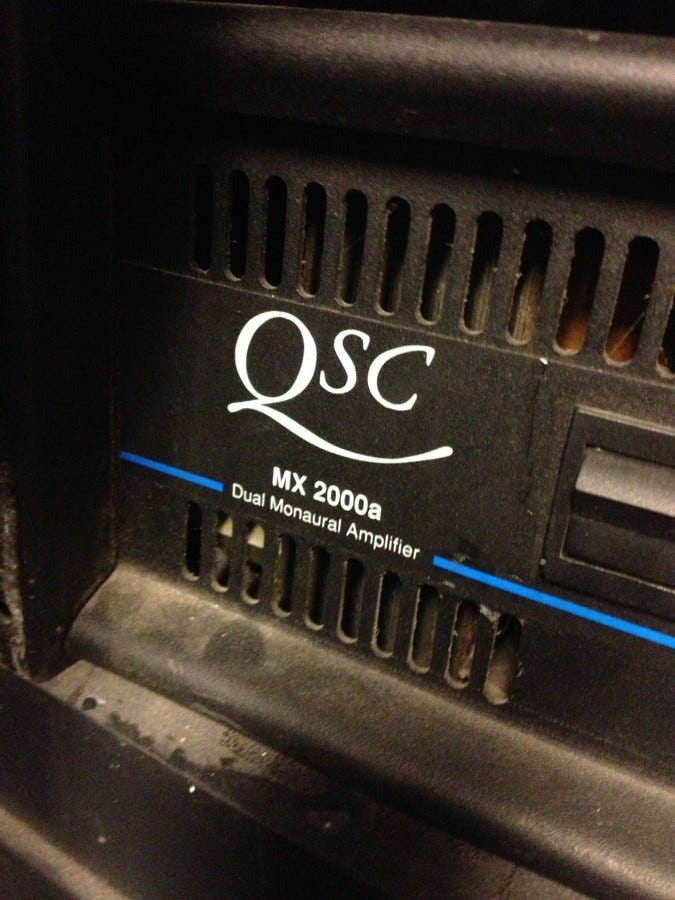 QSC
MX 2000a
Dual Monaural Amplifier